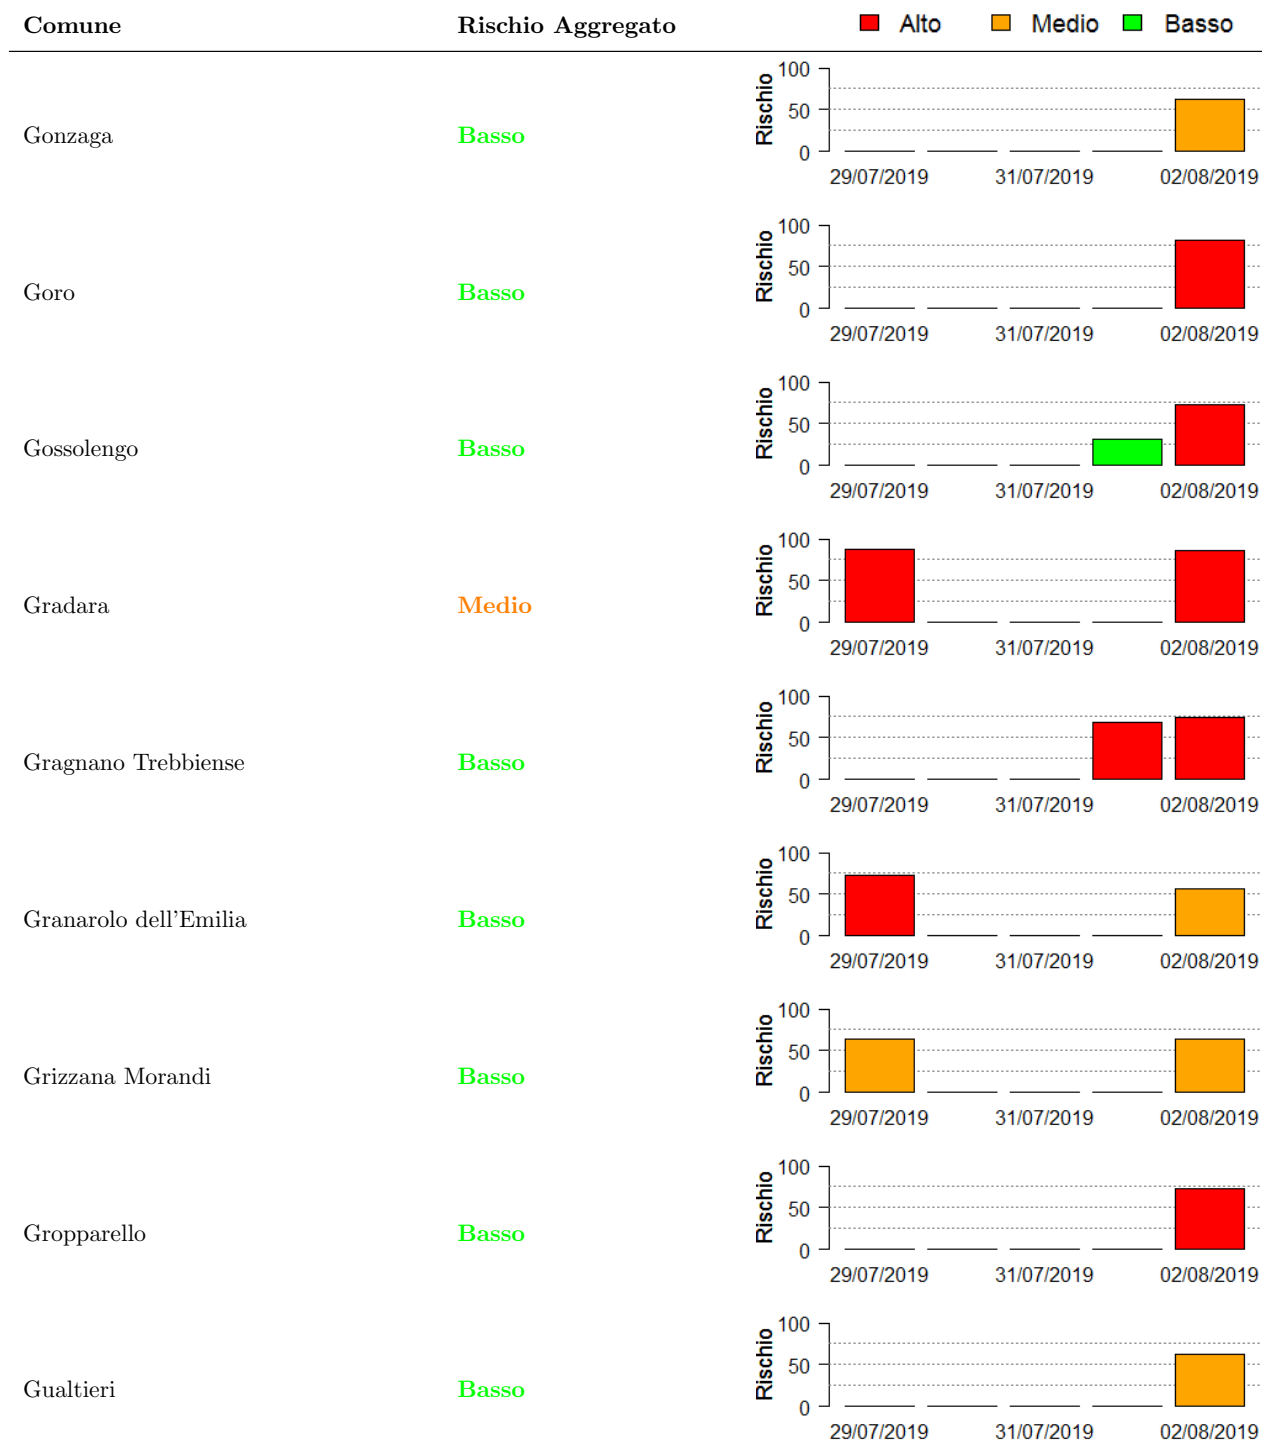 Comune Rischio Aggregato Alto Medio Basso
100
50
0
Rischio
Gonzaga Basso
29/07/2019 31/07/2019 02/08/2019
100
50
0
Rischio
Goro Basso
29/07/2019 31/07/2019 02/08/2019
100
50
0
Rischio
Gossolengo Basso
29/07/2019 31/07/2019 02/08/2019
100
50
0
Rischio
Gradara Medio
29/07/2019 31/07/2019 02/08/2019
100
50
0
Rischio
Gragnano Trebbiense Basso
29/07/2019 31/07/2019 02/08/2019
100
50
0
Rischio
Granarolo dell'Emilia Basso
29/07/2019 31/07/2019 02/08/2019
100
50
0
Rischio
Grizzana Morandi Basso
29/07/2019 31/07/2019 02/08/2019
100
50
0
Rischio
Gropparello Basso
29/07/2019 31/07/2019 02/08/2019
100
50
0
Rischio
Gualtieri Basso
29/07/2019 31/07/2019 02/08/2019